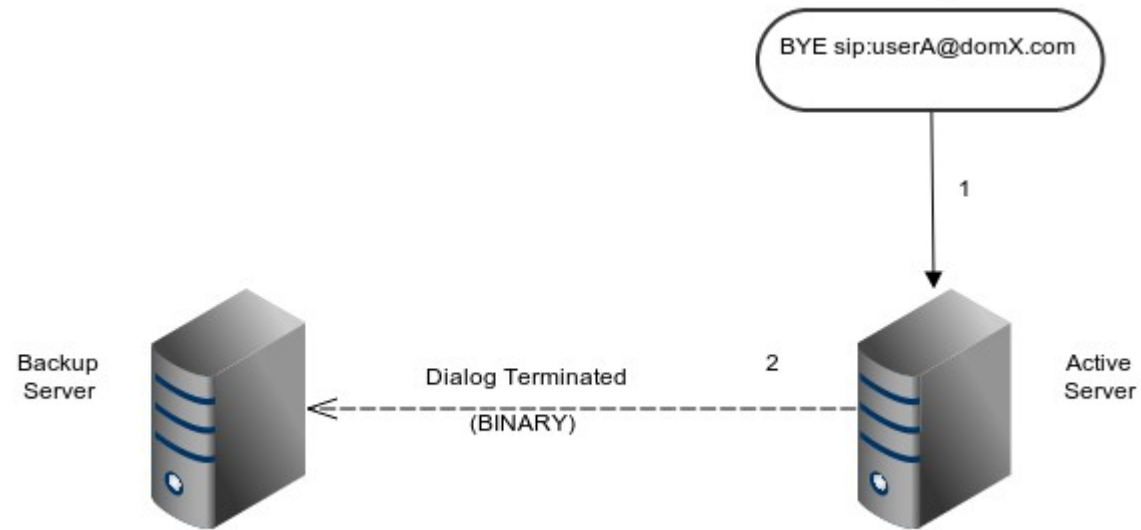 BYE sip:userA@domX.com
1
Backup
Server
Dialog Terminated
(BINARY)
2
Active
Server